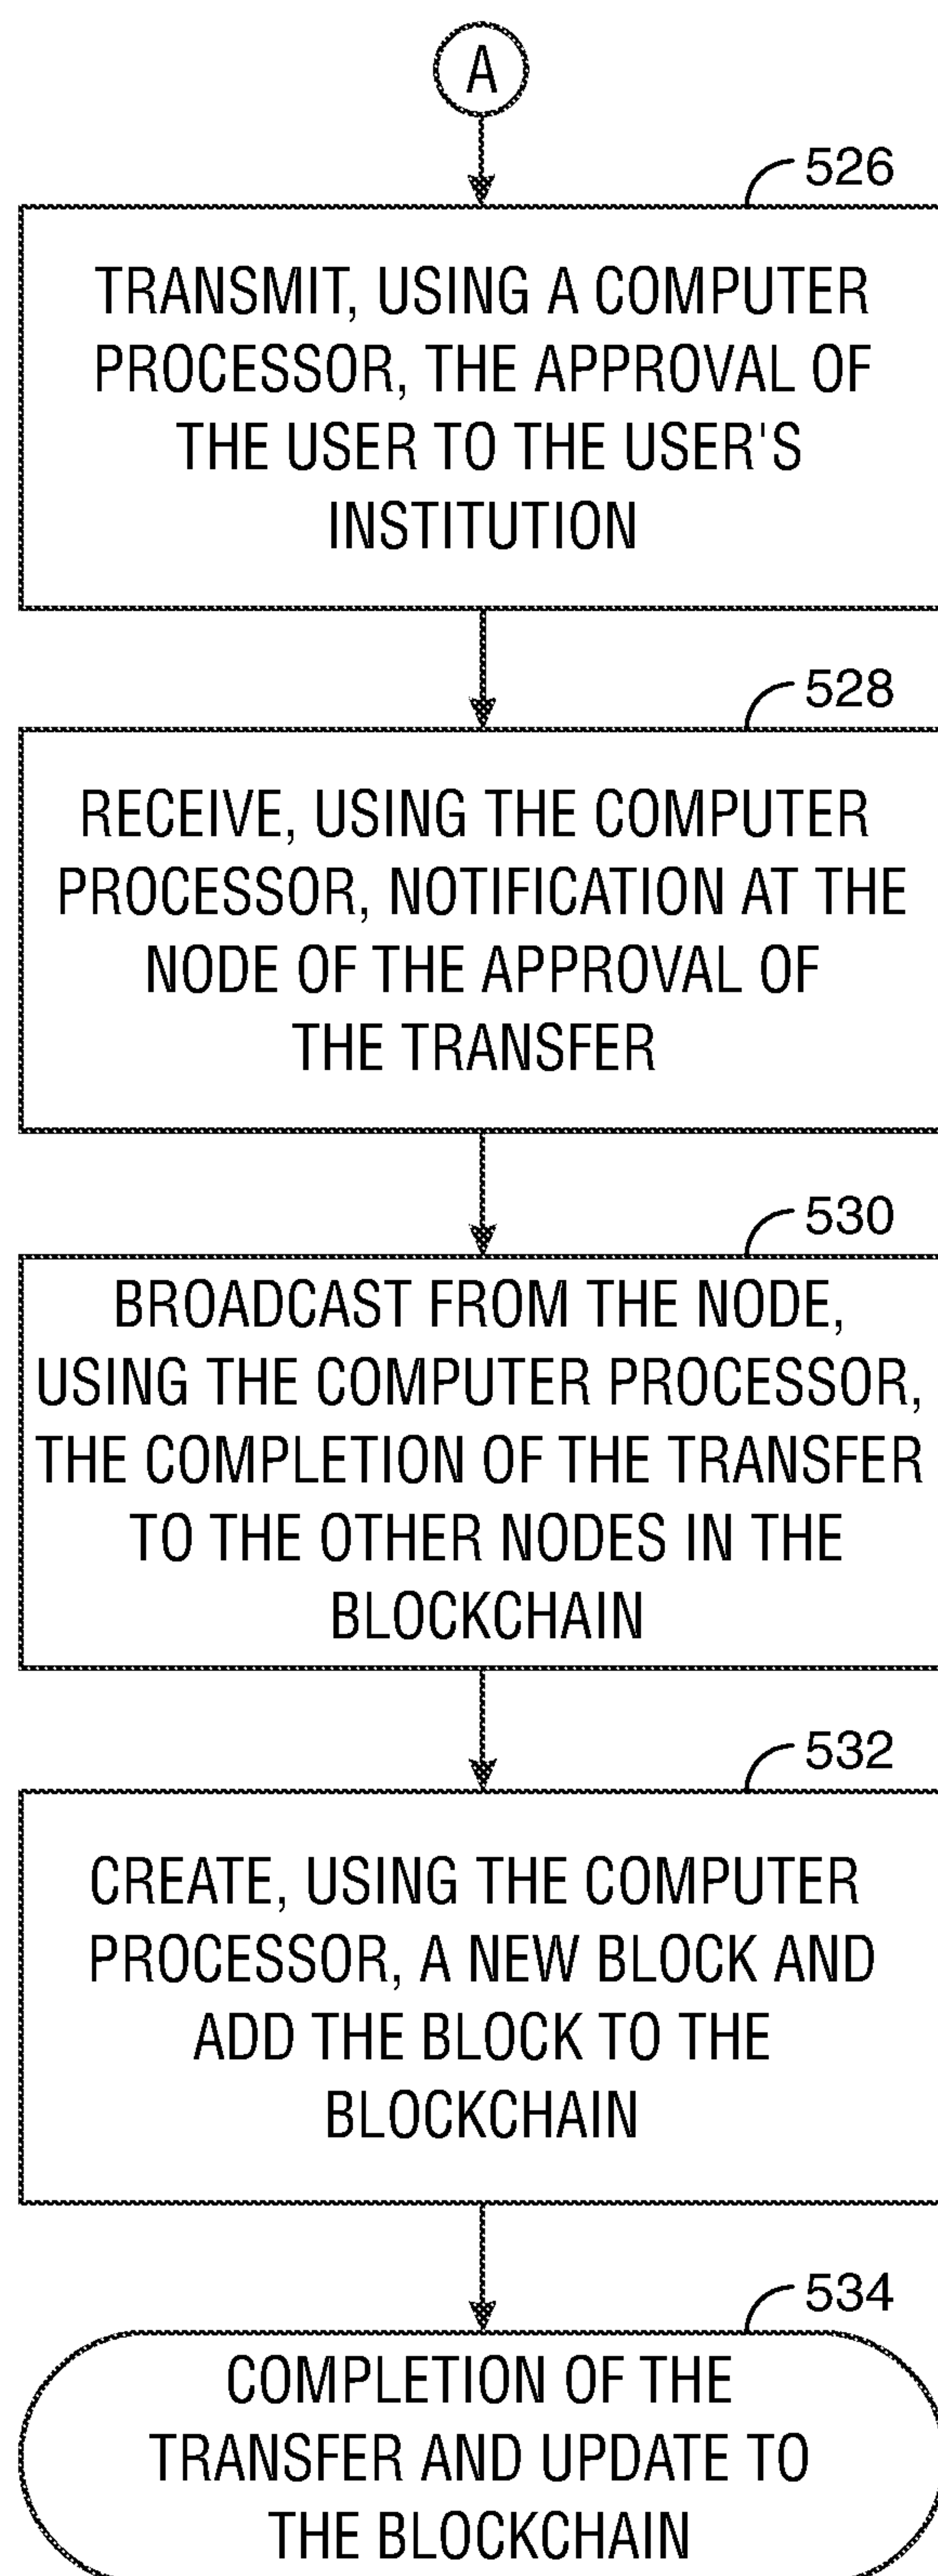 A
526
TRANSMIT, USING A COMPUTER
PROCESSOR, THE APPROVAL OF
THE USER TO THE USER'S
INSTITUTION
528
RECEIVE, USING THE COMPUTER
PROCESSOR, NOTIFICATION AT THE
NODE OF THE APPROVAL OF
THE TRANSFER
530
BROADCAST FROM THE NODE,
USING THE COMPUTER PROCESSOR,
THE COMPLETION OF THE TRANSFER
TO THE OTHER NODES IN THE
BLOCKCHAIN
532
CREATE, USING THE COMPUTER
PROCESSOR, A NEW BLOCK AND
ADD THE BLOCK TO THE
BLOCKCHAIN
534
COMPLETION OF THE
TRANSFER AND UPDATE TO
THE BLOCKCHAIN